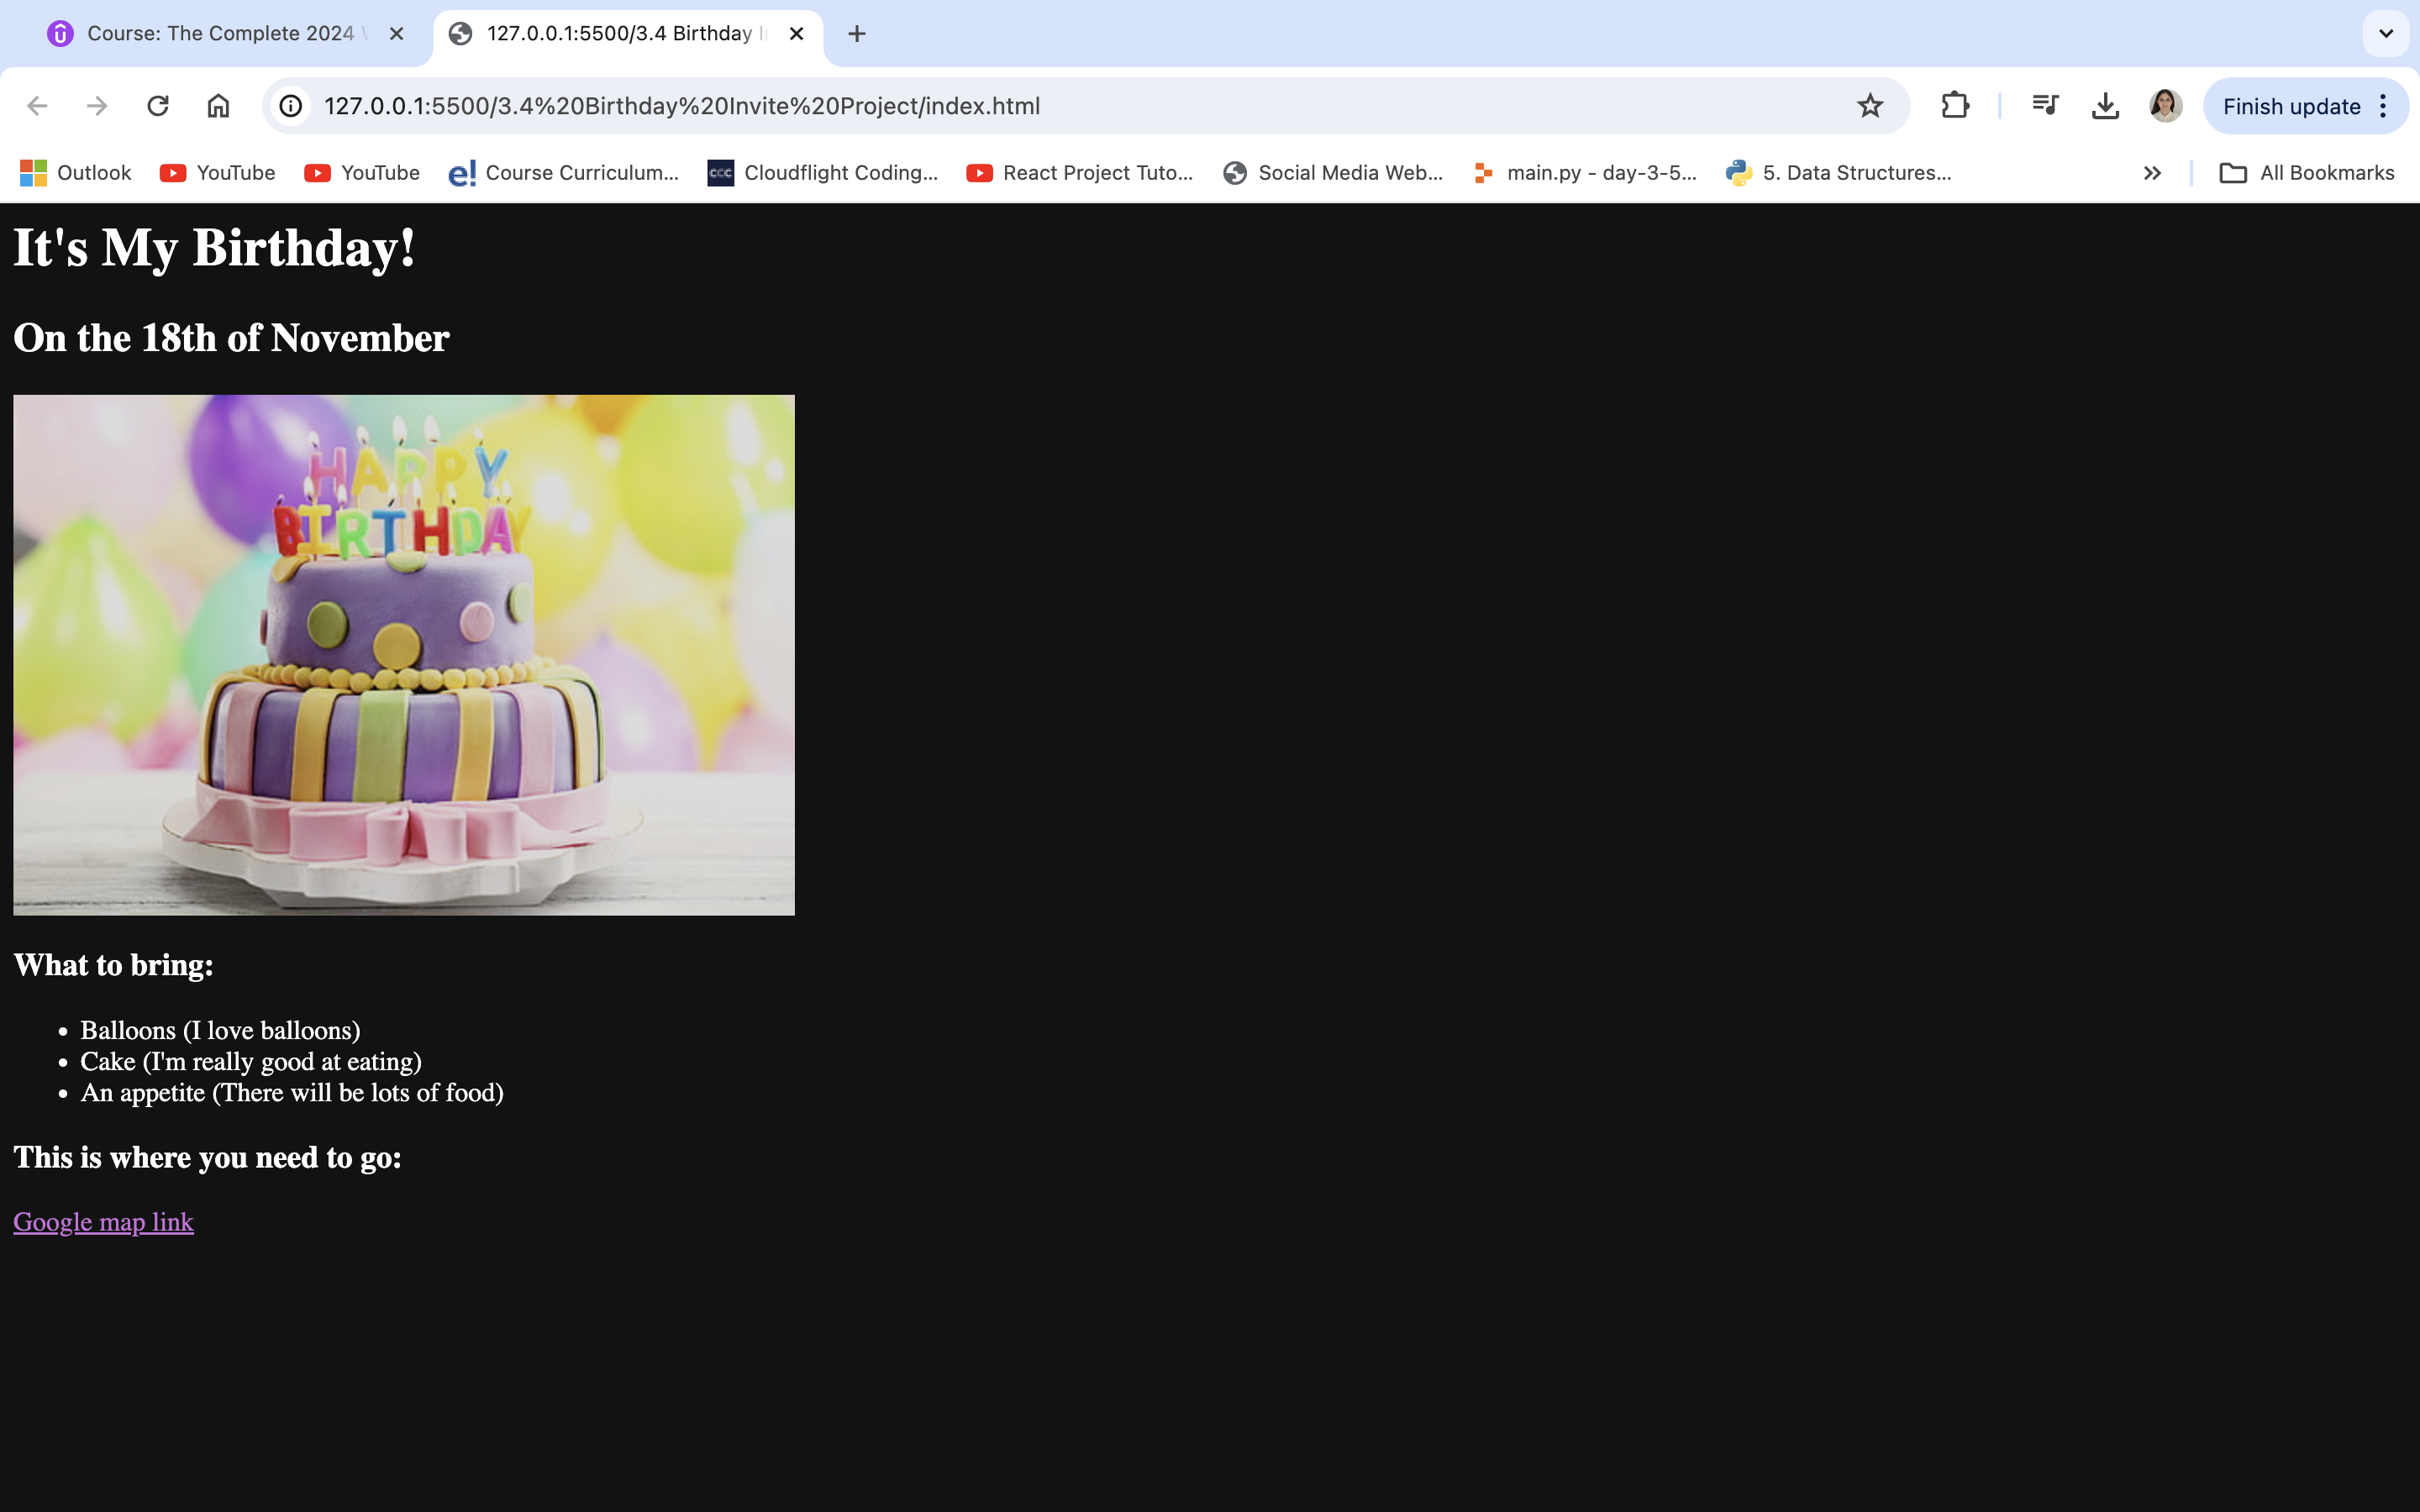 Course: The Complete 2024
127.0.0.1:5500/3.4 Birthday I
127.0.0.1:5500/3.4%20Birthday%20Invite%20Project/index.html
Finish update
Outlook
YouTube
YouTube
e! Course Curriculum...
CCC Cloudflight Coding...
React Project Tuto...
Social Media Web...
main.py - day-3-5...
5. Data Structures...
All Bookmarks
It's My Birthday!
On the 18th of November
HAPPY
BIRTHDAY
What to bring:
• Balloons (I love balloons)
• Cake (I'm really good at eating)
• An appetite (There will be lots of food)
This is where you need to go:
Google map link